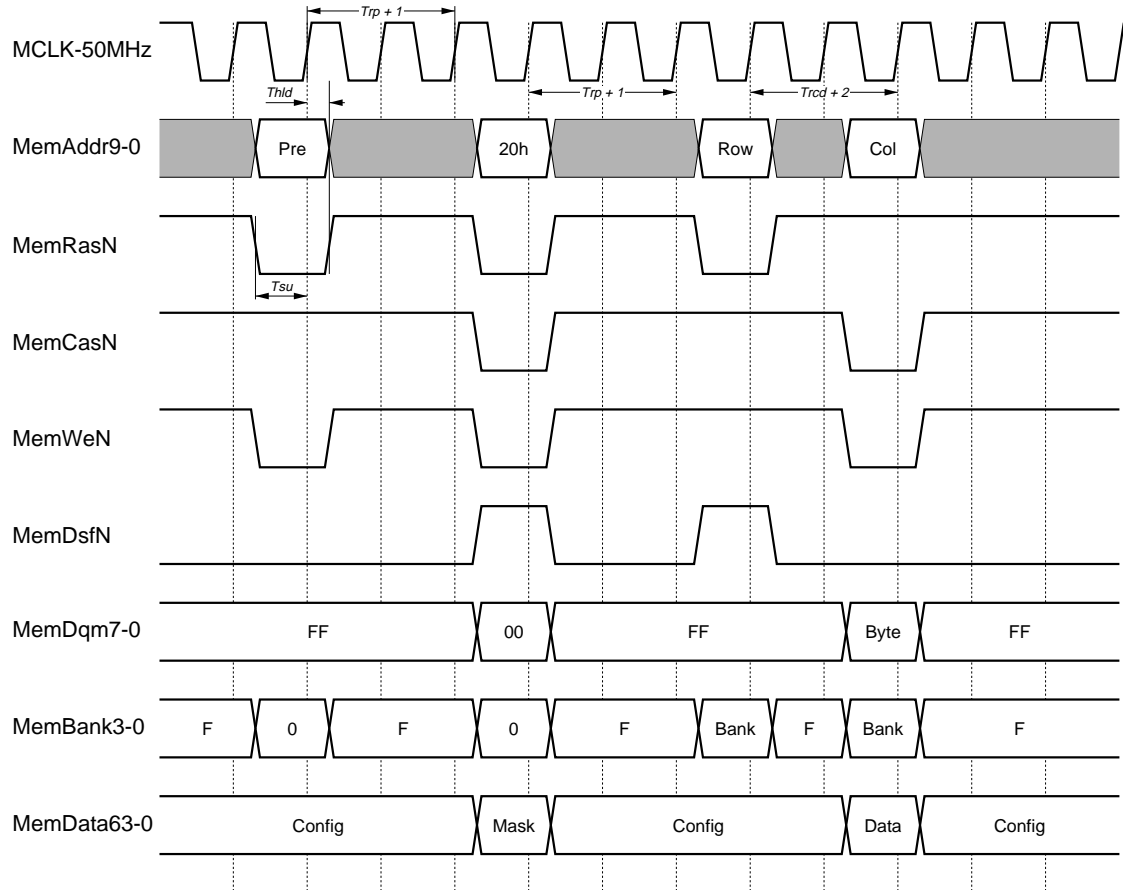 Trp + 1
MCLK-50MHz
Thld
Trp + 1
Trcd + 2
MemAddr9-0
Pre
20h
Row
Col
MemRasN
Tsu
MemCasN
MemWeN
MemDsfN
MemDqm7-0
FF
00
FF
Byte
FF
MemBank3-0
F
0
F
0
F
Bank
F
Bank
F
MemData63-0
Config
Mask
Config
Data
Config